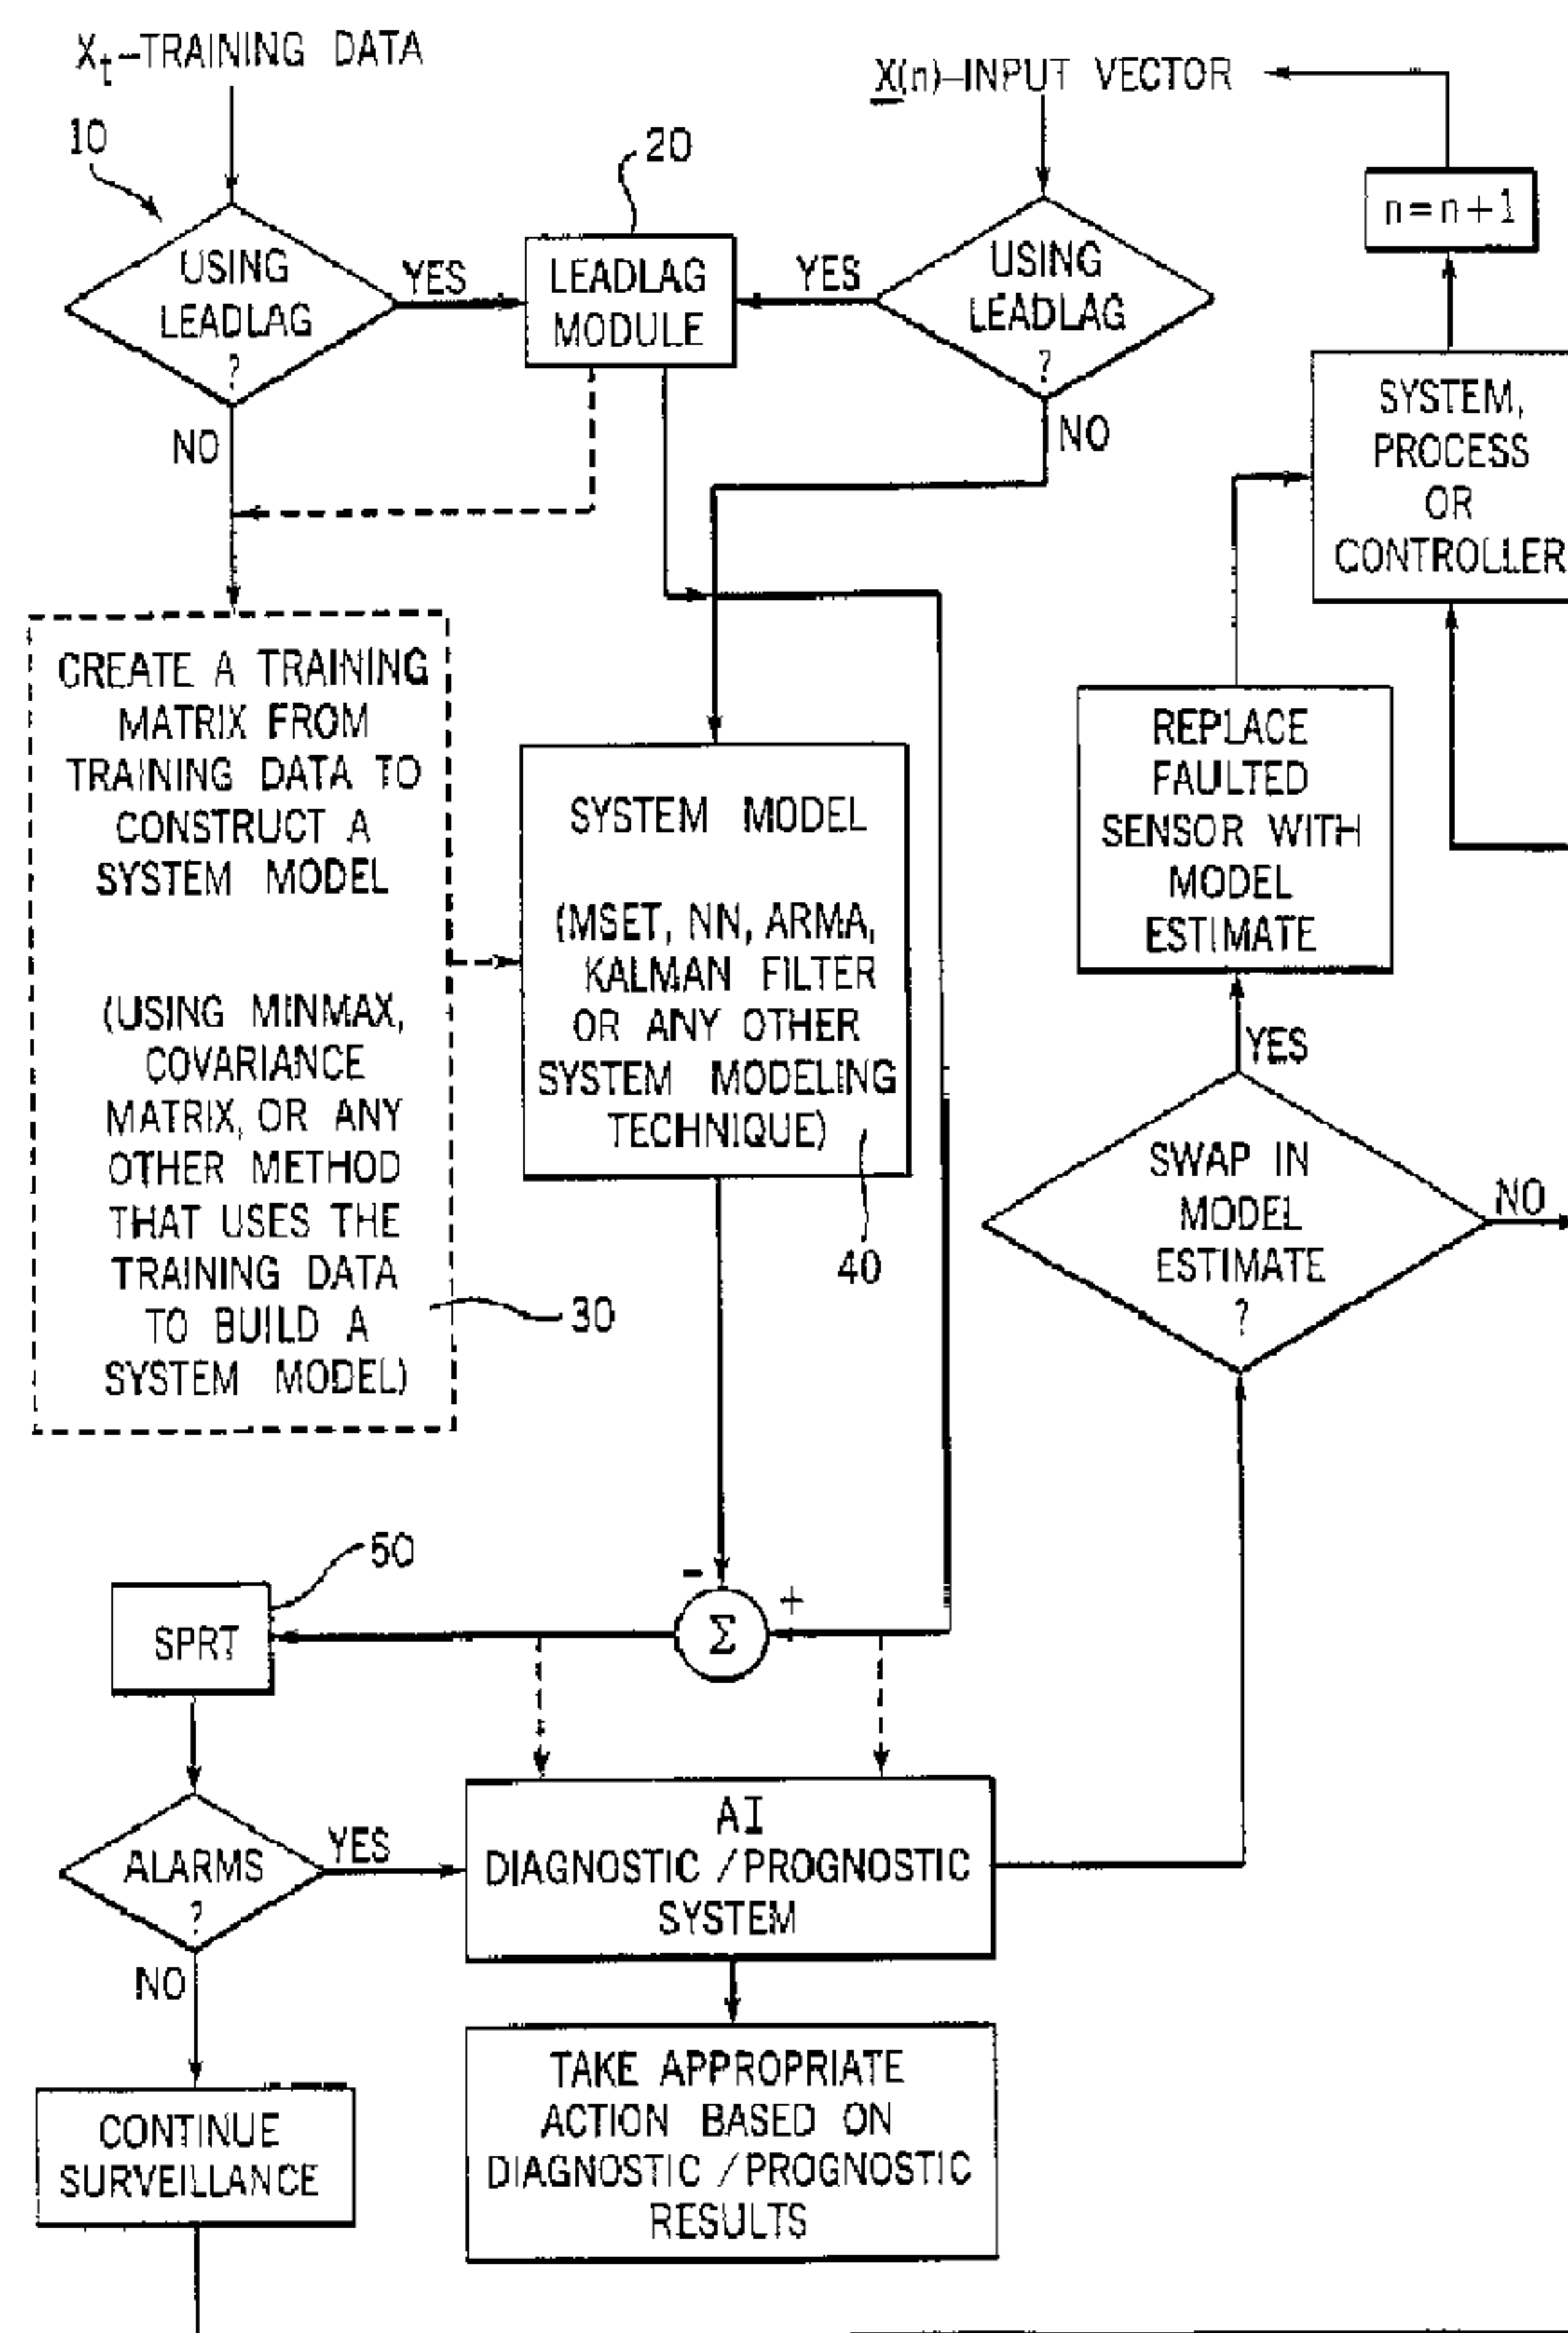 Xt–TRAINING DATA
10
USING
LEADLAG
?
YES
NO
20
LEADLAG
MODULE
X(n)–INPUT VECTOR
YES
USING
LEADLAG
?
NO
n=n+1
SYSTEM,
PROCESS
OR
CONTROLLER
CREATE A TRAINING
MATRIX FROM
TRAINING DATA TO
CONSTRUCT A
SYSTEM MODEL
(USING MINMAX,
COVARIANCE
MATRIX, OR ANY
OTHER METHOD
THAT USES THE
TRAINING DATA
TO BUILD A
SYSTEM MODEL)
30
SYSTEM MODEL
(MSET, NN, ARMA,
KALMAN FILTER
OR ANY OTHER
SYSTEM MODELING
TECHNIQUE)
40
REPLACE
FAULTED
SENSOR WITH
MODEL
ESTIMATE
YES
SWAP IN
MODEL
ESTIMATE
?
NO
50
SPRT
-
Σ
+
ALARMS
?
YES
NO
AI
DIAGNOSTIC /PROGNOSTIC
SYSTEM
CONTINUE
SURVEILLANCE
TAKE APPROPRIATE
ACTION BASED ON
DIAGNOSTIC /PROGNOSTIC
RESULTS